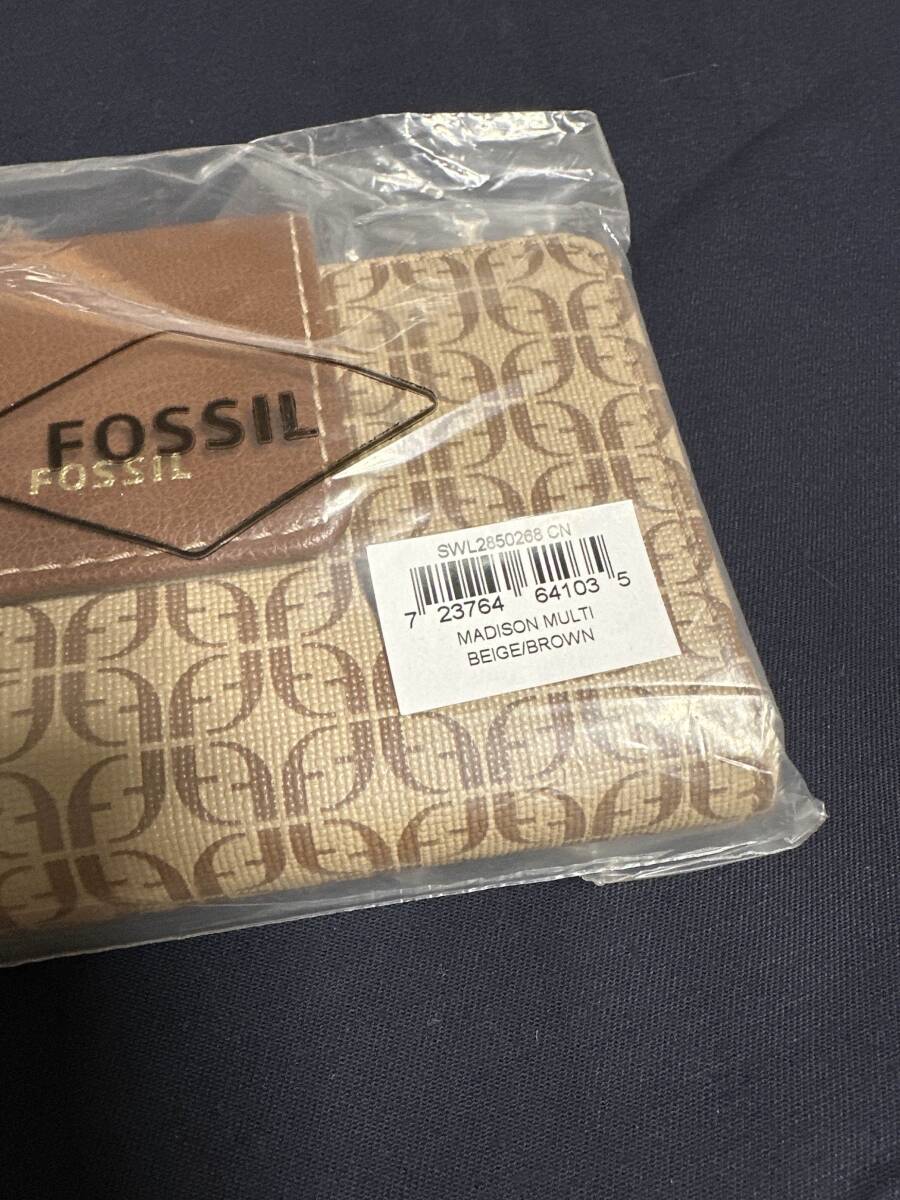 FOSSIL
FOSSIL
SWL2850268 CN
7 23764 64103 5
MADISON MULTI
BEIGE/BROWN